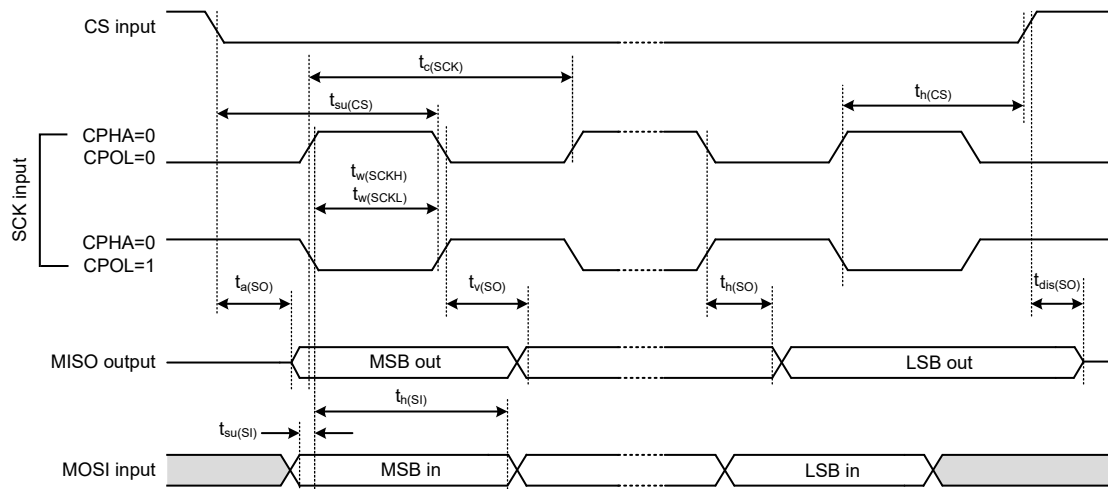 CS input
tc(SCK)
tsu(CS)
th(CS)
SCK input
CPHA=0
CPOL=0
tw(SCKH)
tw(SCKL)
CPHA=0
CPOL=1
ta(SO)
tv(SO)
th(SO)
tdis(SO)
MISO output
MSB out
LSB out
th(SI)
tsu(SI)
MOSI input
MSB in
LSB in